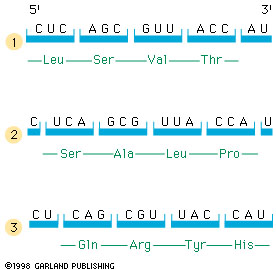 5' 3'
CUC AGC GUU ACC AU
1
—Leu——Ser——Val——Thr——
C UCA GCG UUA CCA U
2
—Ser——Ala——Leu——Pro——
CU CAG CGU UAC CAU
3
—Gln——Arg——Tyr——His——
©1998 GARLAND PUBLISHING